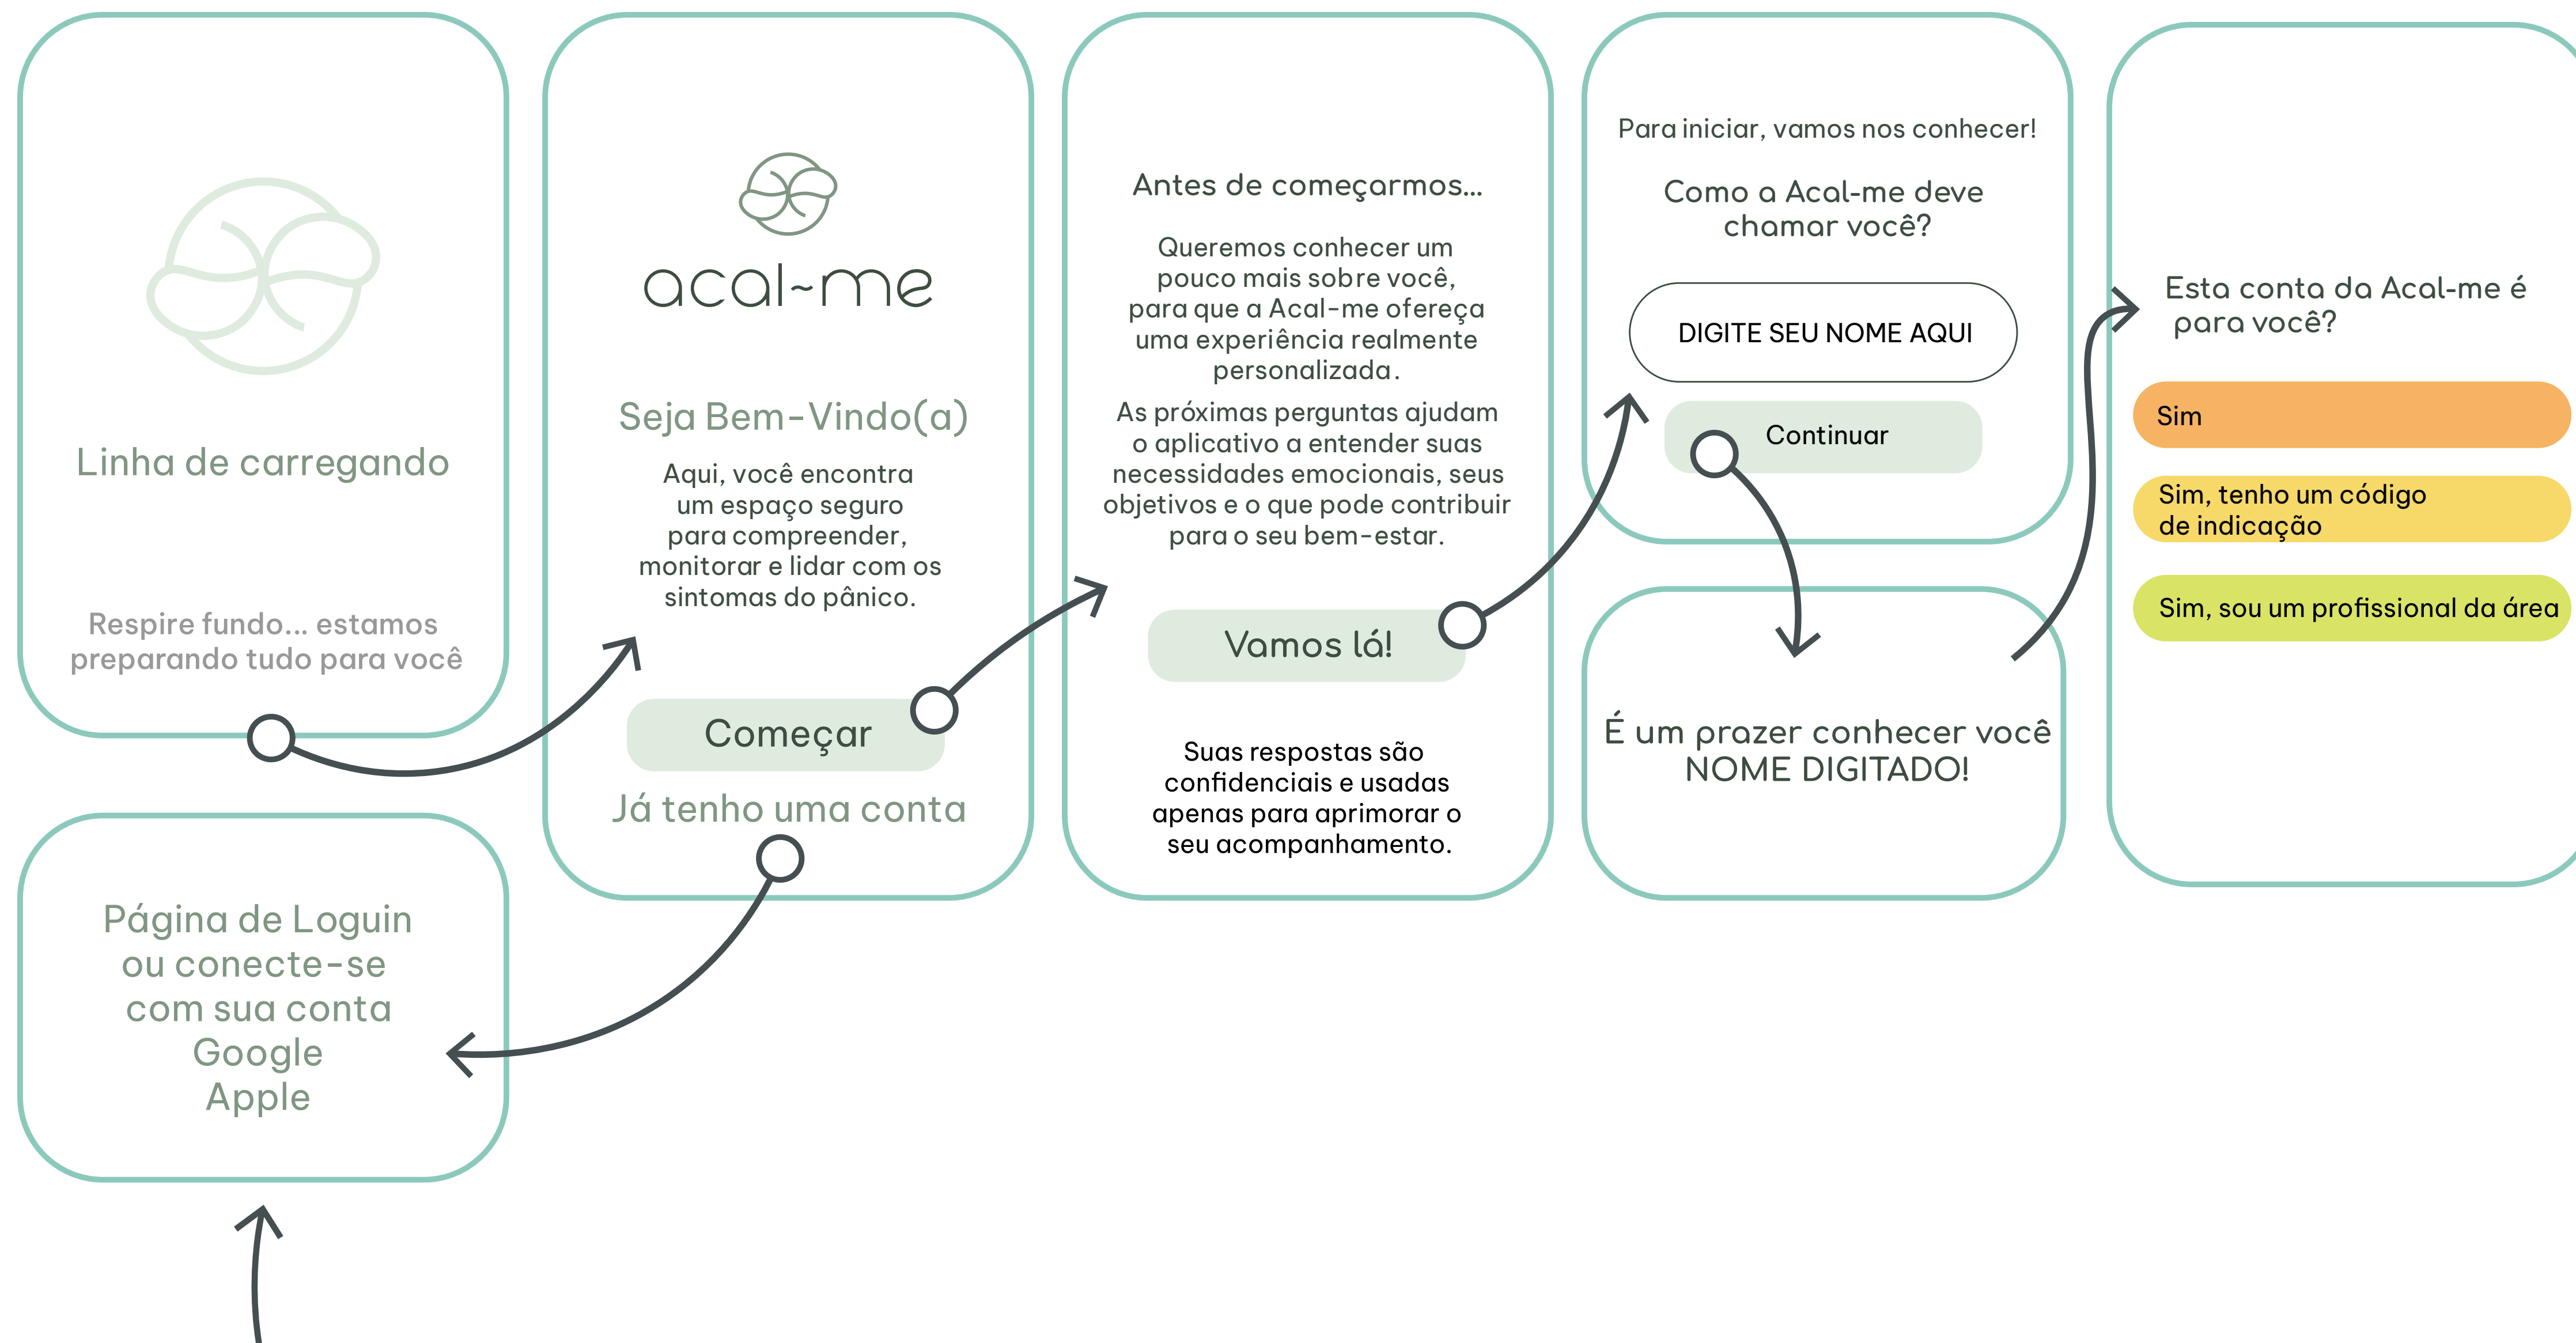 Linha de carregando
Respire fundo... estamos
preparando tudo para você
Página de Loguin
ou conecte-se
com sua conta
Google
Apple
acal~me
Seja Bem-Vindo(a)
Aqui, você encontra
um espaço seguro
para compreender,
monitorar e lidar com os
sintomas do pânico.
Começar
Já tenho uma conta
Antes de começarmos...
Queremos conhecer um
pouco mais sobre você,
para que a Acal-me ofereça
uma experiência realmente
personalizada.
As próximas perguntas ajudam
o aplicativo a entender suas
necessidades emocionais, seus
objetivos e o que pode contribuir
para o seu bem-estar.
Vamos lá!
Suas respostas são
confidenciais e usadas
apenas para aprimorar o
seu acompanhamento.
Para iniciar, vamos nos conhecer!
Como a Acal-me deve
chamar você?
DIGITE SEU NOME AQUI
Continuar
É um prazer conhecer você
NOME DIGITADO!
Esta conta da Acal-me é
para você?
Sim
Sim, tenho um código
de indicação
Sim, sou um profissional da área